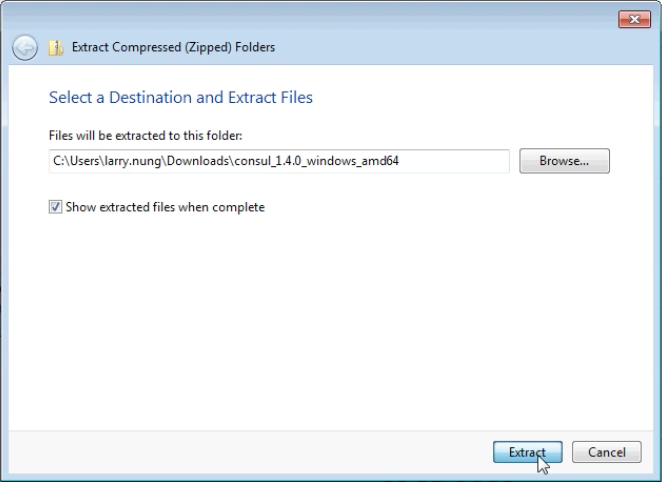 Extract Compressed (Zipped) Folders
Select a Destination and Extract Files
Files will be extracted to this folder:
C:\Users\larry.nung\Downloads\consul_1.4.0_windows_amd64
Browse...
Show extracted files when complete
Extract
Cancel